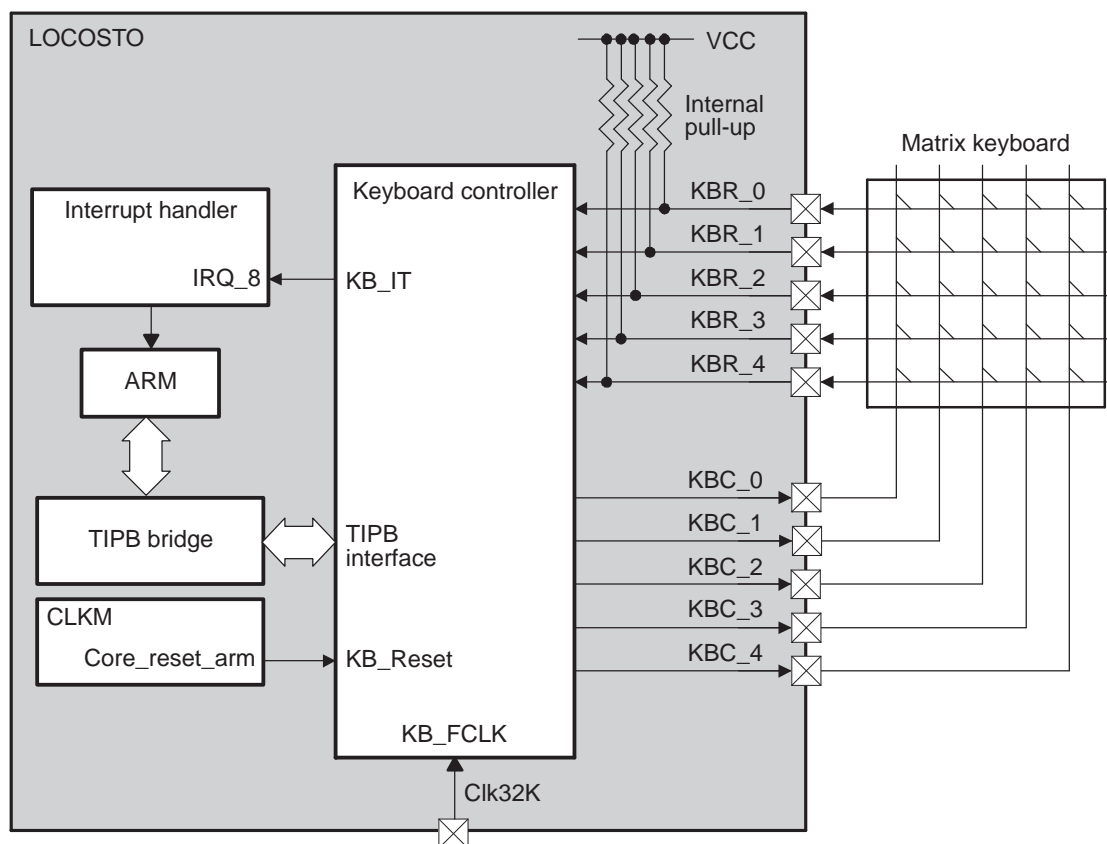 LOCOSTO
VCC
Internal
pull-up
Matrix keyboard
Keyboard controller
Interrupt handler
IRQ_8
KB_IT
KBR_0
KBR_1
KBR_2
KBR_3
KBR_4
ARM
KBC_0
KBC_1
KBC_2
KBC_3
KBC_4
TIPB bridge
TIPB
interface
CLKM
Core_reset_arm
KB_Reset
KB_FCLK
Clk32K